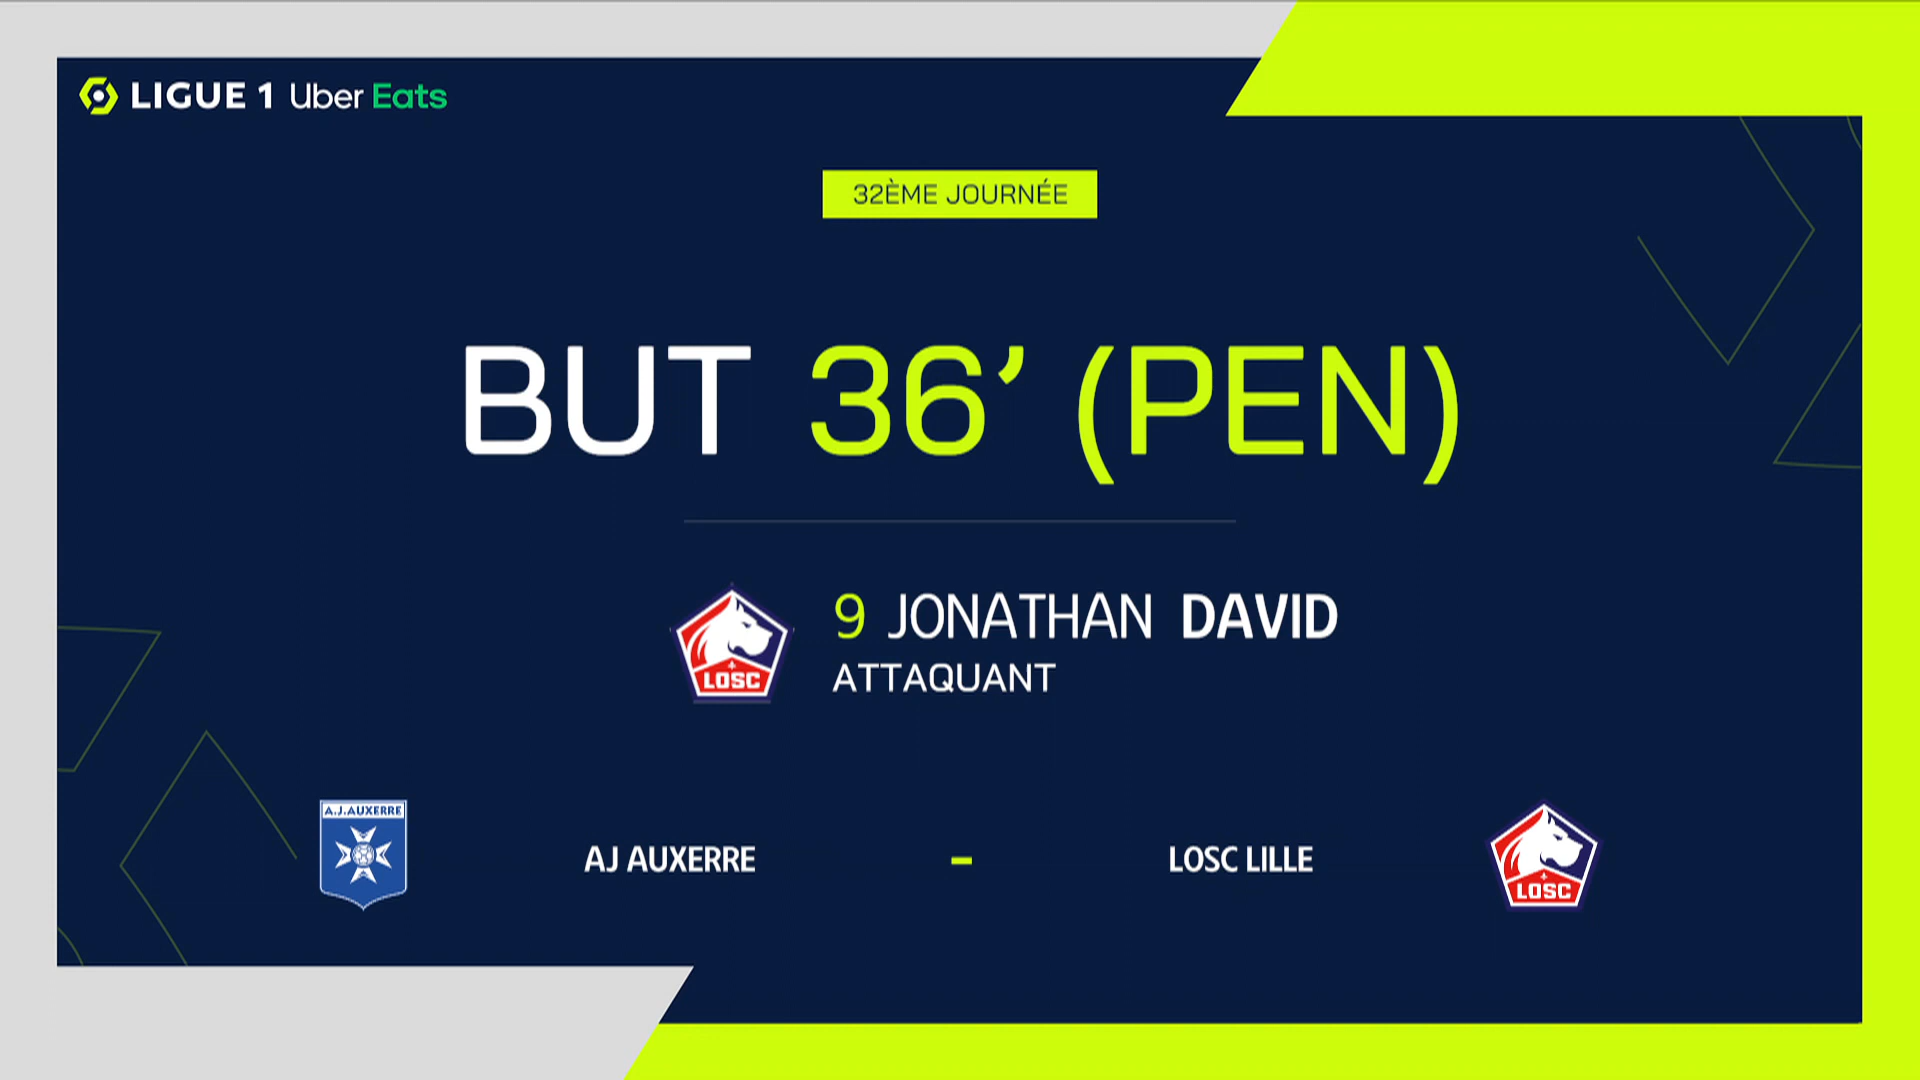 LIGUE 1 Uber Eats
32ÈME JOURNÉE
BUT 36’ (PEN)
9 JONATHAN DAVID
LOSC
ATTAQUANT
A.J.AUXERRE
AJ AUXERRE - LOSC LILLE
LOSC